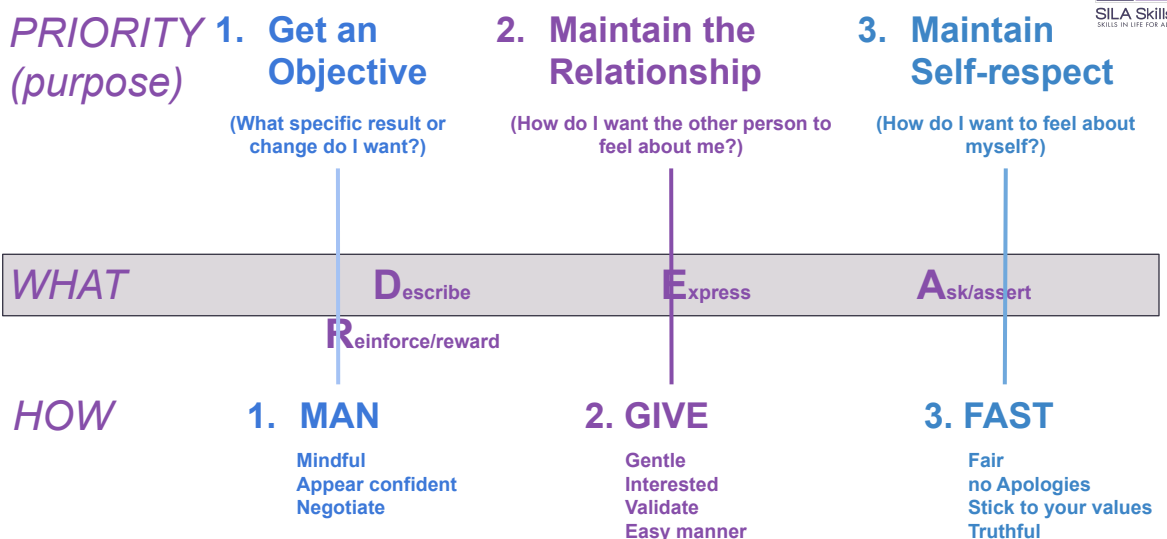 PRIORITY
(purpose)
1. Get an
Objective
(What specific result or
change do I want?)
2. Maintain the
Relationship
(How do I want the other person to
feel about me?)
3. Maintain
Self-respect
(How do I want to feel about
myself?)
SILA Skills
WHAT
Describe
Express
Ask/assert
Reinforce/reward
HOW
1. MAN
Mindful
Appear confident
Negotiate
2. GIVE
Gentle
Interested
Validate
Easy manner
3. FAST
Fair
no Apologies
Stick to your values
Truthful